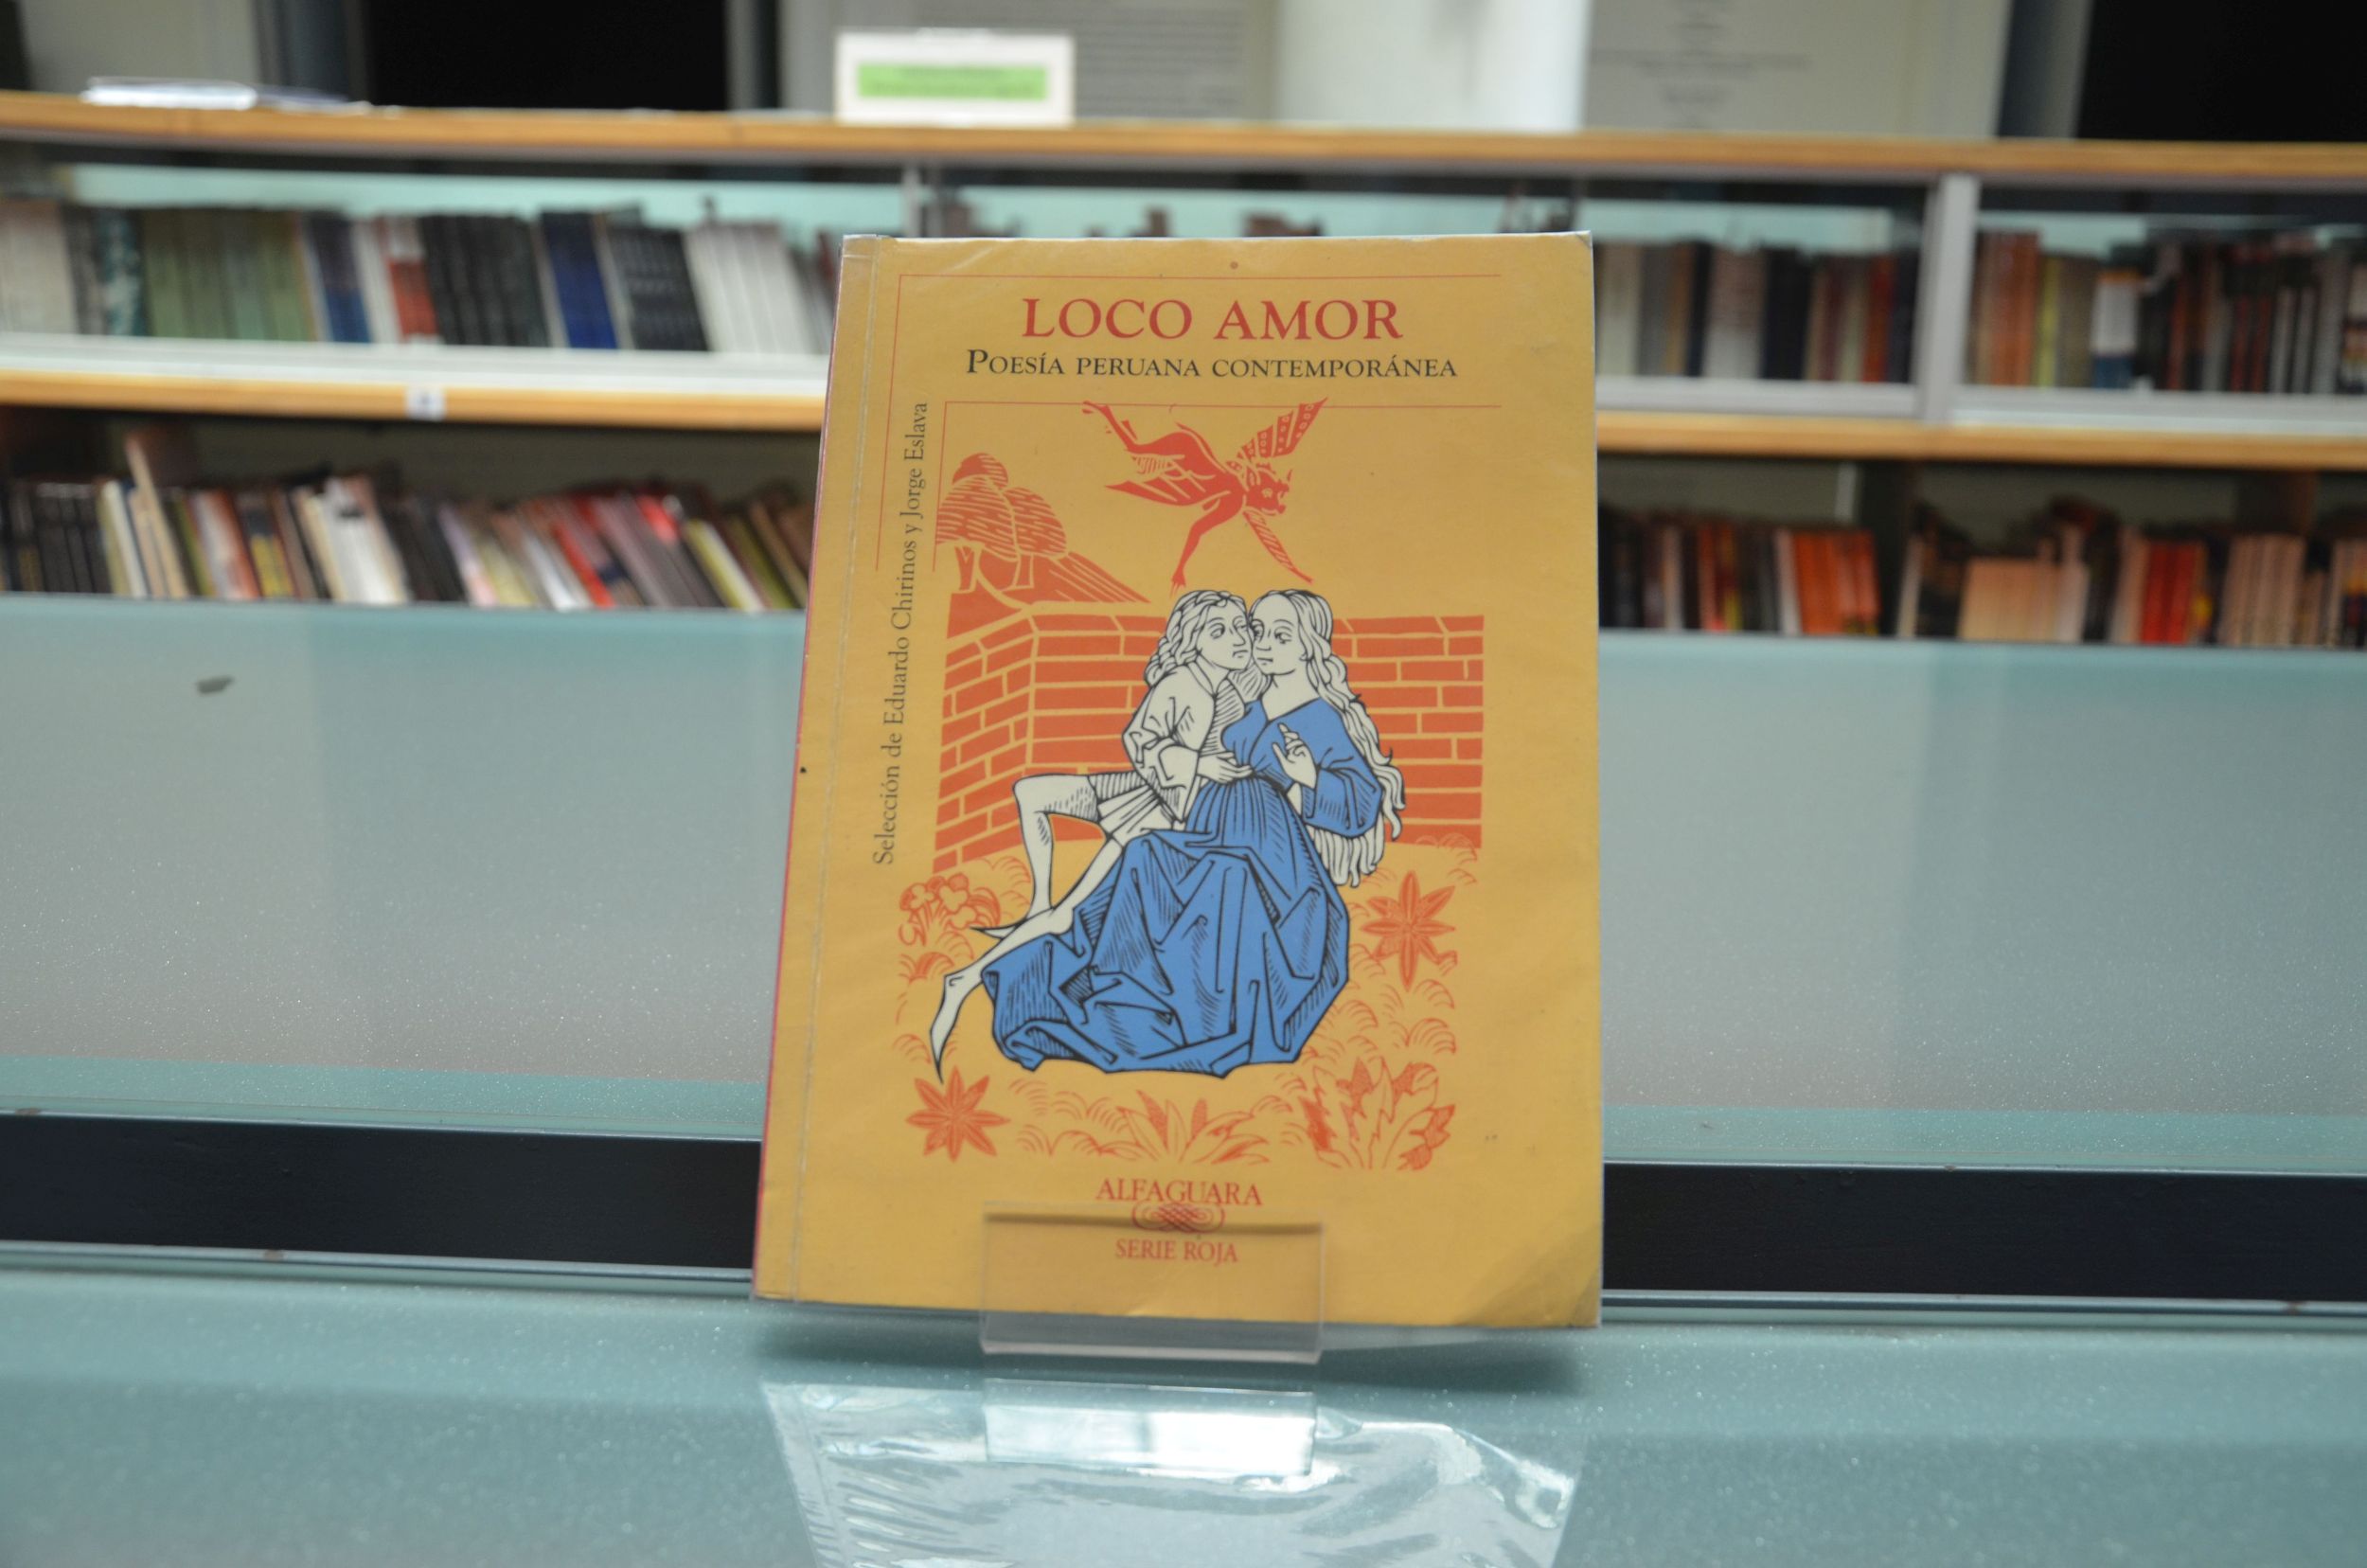 LOCO AMOR
POESÍA PERUANA CONTEMPORÁNEA
Selección de Eduardo Chirinos y Jorge Eslava
ALFAGUARA
SERIE ROJA